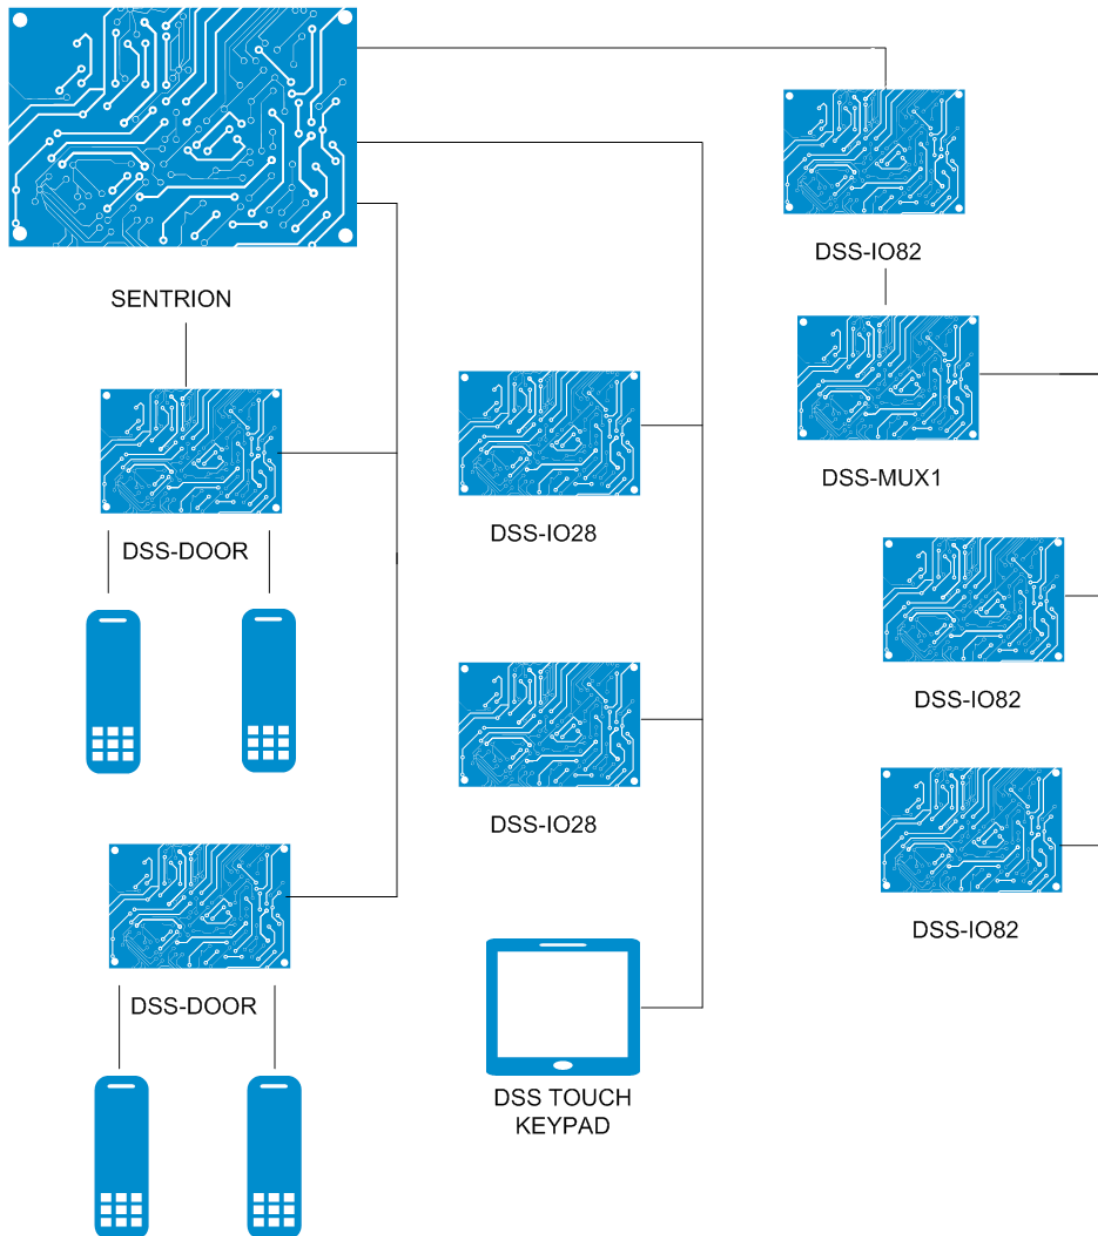 SENTRION
DSS-DOOR
DSS-DOOR
DSS-IO28
DSS-IO28
DSS TOUCH
KEYPAD
DSS-IO82
DSS-MUX1
DSS-IO82
DSS-IO82